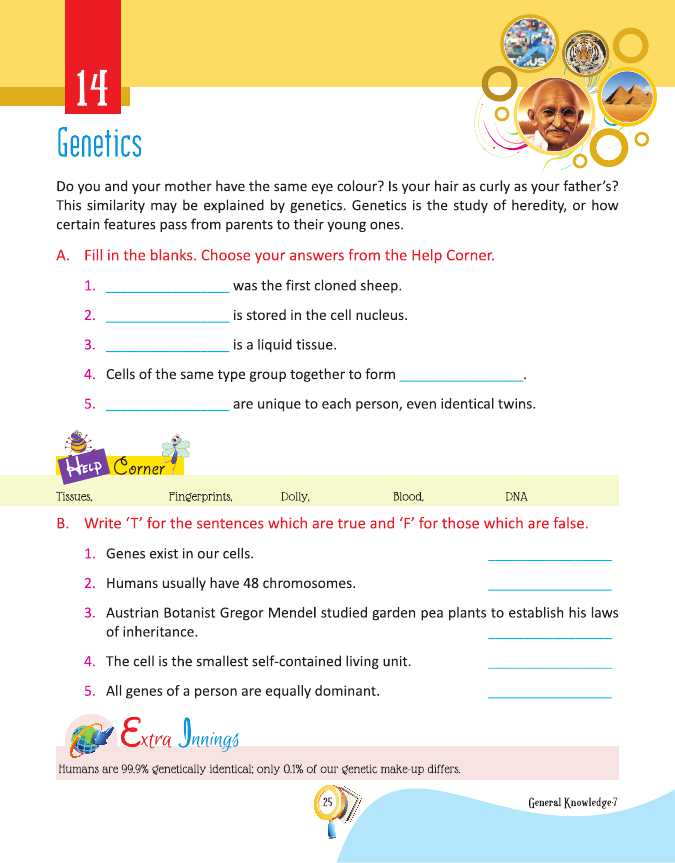 14
Genetics
Do you and your mother have the same eye colour? Is your hair as curly as your father's?
This similarity may be explained by genetics. Genetics is the study of heredity, or how
certain features pass from parents to their young ones.
A. Fill in the blanks. Choose your answers from the Help Corner.
1. ________________ was the first cloned sheep.
2. ________________ is stored in the cell nucleus.
3. ________________ is a liquid tissue.
4. Cells of the same type group together to form ________________.
5. ________________ are unique to each person, even identical twins.
Help Corner
Tissues, Fingerprints, Dolly, Blood, DNA
B. Write 'T' for the sentences which are true and 'F' for those which are false.
1. Genes exist in our cells. ________________
2. Humans usually have 48 chromosomes. ________________
3. Austrian Botanist Gregor Mendel studied garden pea plants to establish his laws
of inheritance. ________________
4. The cell is the smallest self-contained living unit. ________________
5. All genes of a person are equally dominant. ________________
Extra Innings
Humans are 99.9% genetically identical; only 0.1% of our genetic make-up differs.
25
General Knowledge-7